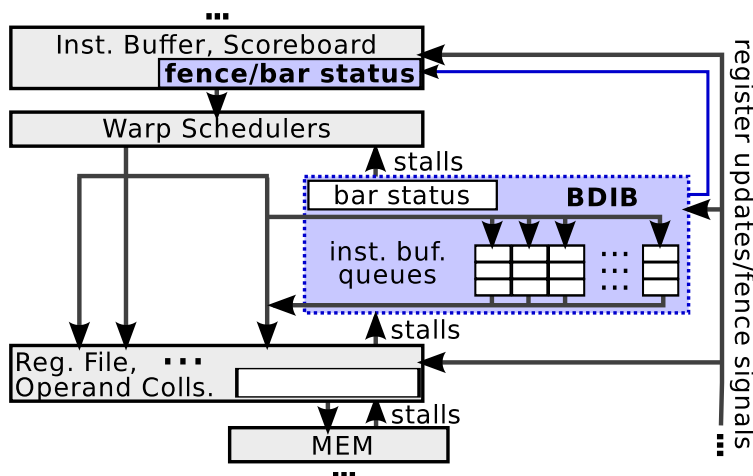 ...
Inst. Buffer, Scoreboard
fence/bar status
Warp Schedulers
stalls
bar status
BDIB
inst. buf.
queues
...
...
...
stalls
Reg. File, ...
Operand Colls.
stalls
MEM
...
register updates/fence signals
...